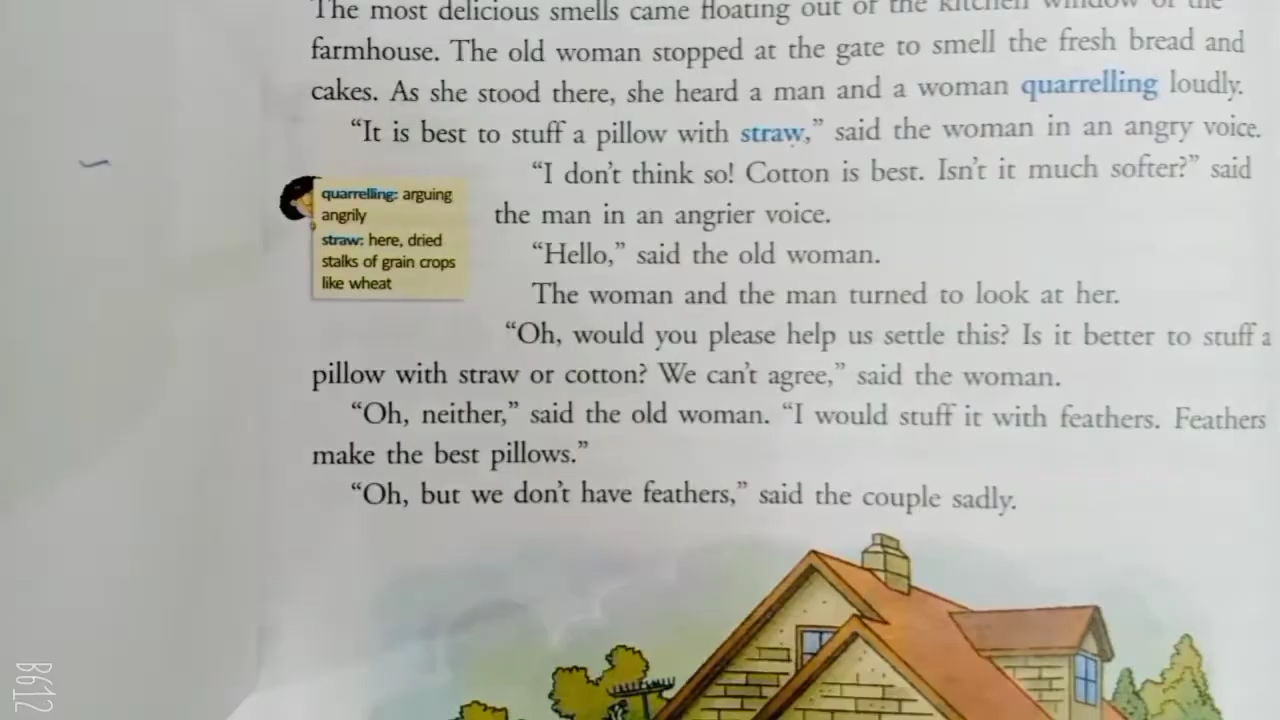 The most delicious smells came floating out of the kitchen window of the
farmhouse. The old woman stopped at the gate to smell the fresh bread and
cakes. As she stood there, she heard a man and a woman quarrelling loudly.
“It is best to stuff a pillow with straw,” said the woman in an angry voice.
“I don’t think so! Cotton is best. Isn’t it much softer?” said
the man in an angrier voice.
quarrelling: arguing
angrily
straw: here, dried
stalks of grain crops
like wheat
“Hello,” said the old woman.
The woman and the man turned to look at her.
“Oh, would you please help us settle this? Is it better to stuff a
pillow with straw or cotton? We can’t agree,” said the woman.
“Oh, neither,” said the old woman. “I would stuff it with feathers. Feathers
make the best pillows.”
“Oh, but we don’t have feathers,” said the couple sadly.
B612